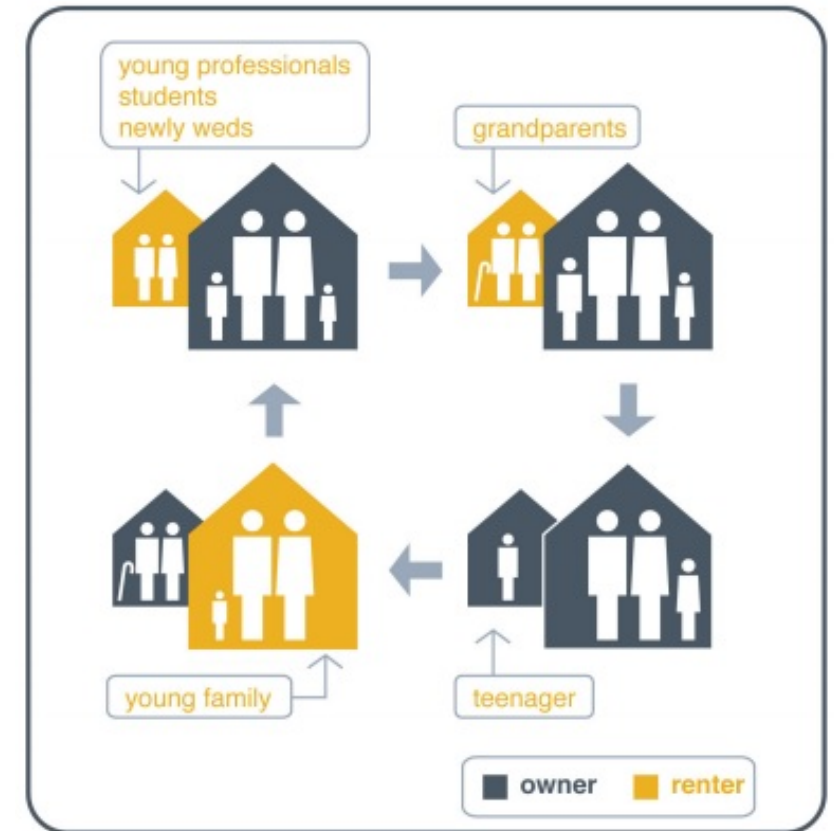 young professionals
students
newly weds
grandparents
young family
teenager
owner
renter